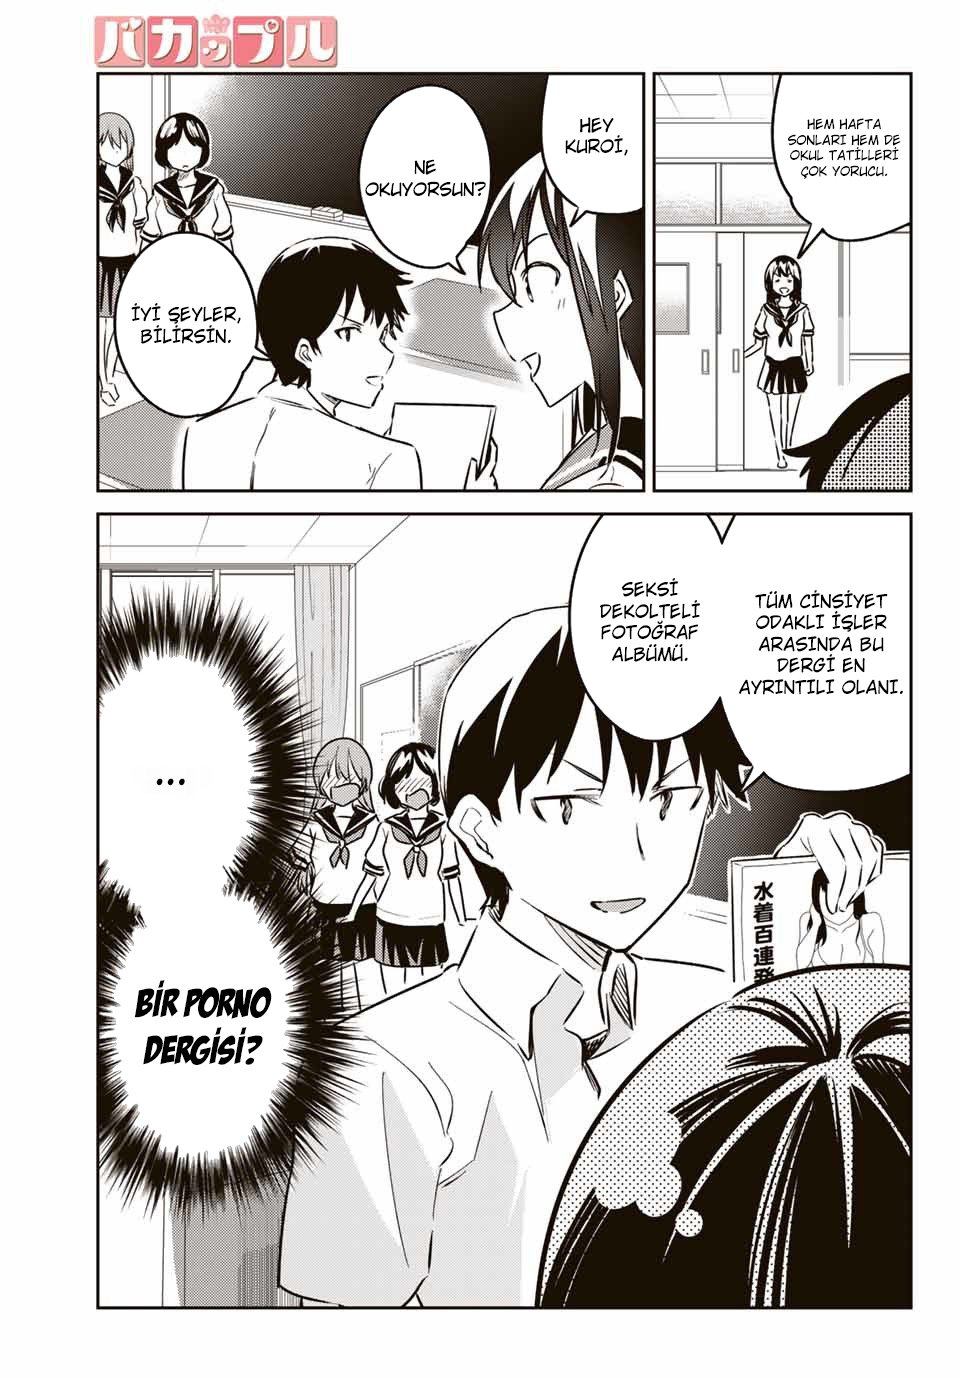 バカップル
HEM HAFTA
SONLARI HEM DE
OKUL TATİLLERİ
ÇOK YORUCU.
HEY
KUROİ,
NE
OKUYORSUN?
İYİ ŞEYLER,
BİLİRSİN.
TÜM CİNSİYET
ODAKLI İŞLER
ARASINDA BU
DERGİ EN
AYRINTILI OLANI.
SEKSİ
DEKOLTELİ
FOTOĞRAF
ALBÜMÜ.
水着百連発
...
BİR PORNO
DERGİSİ?